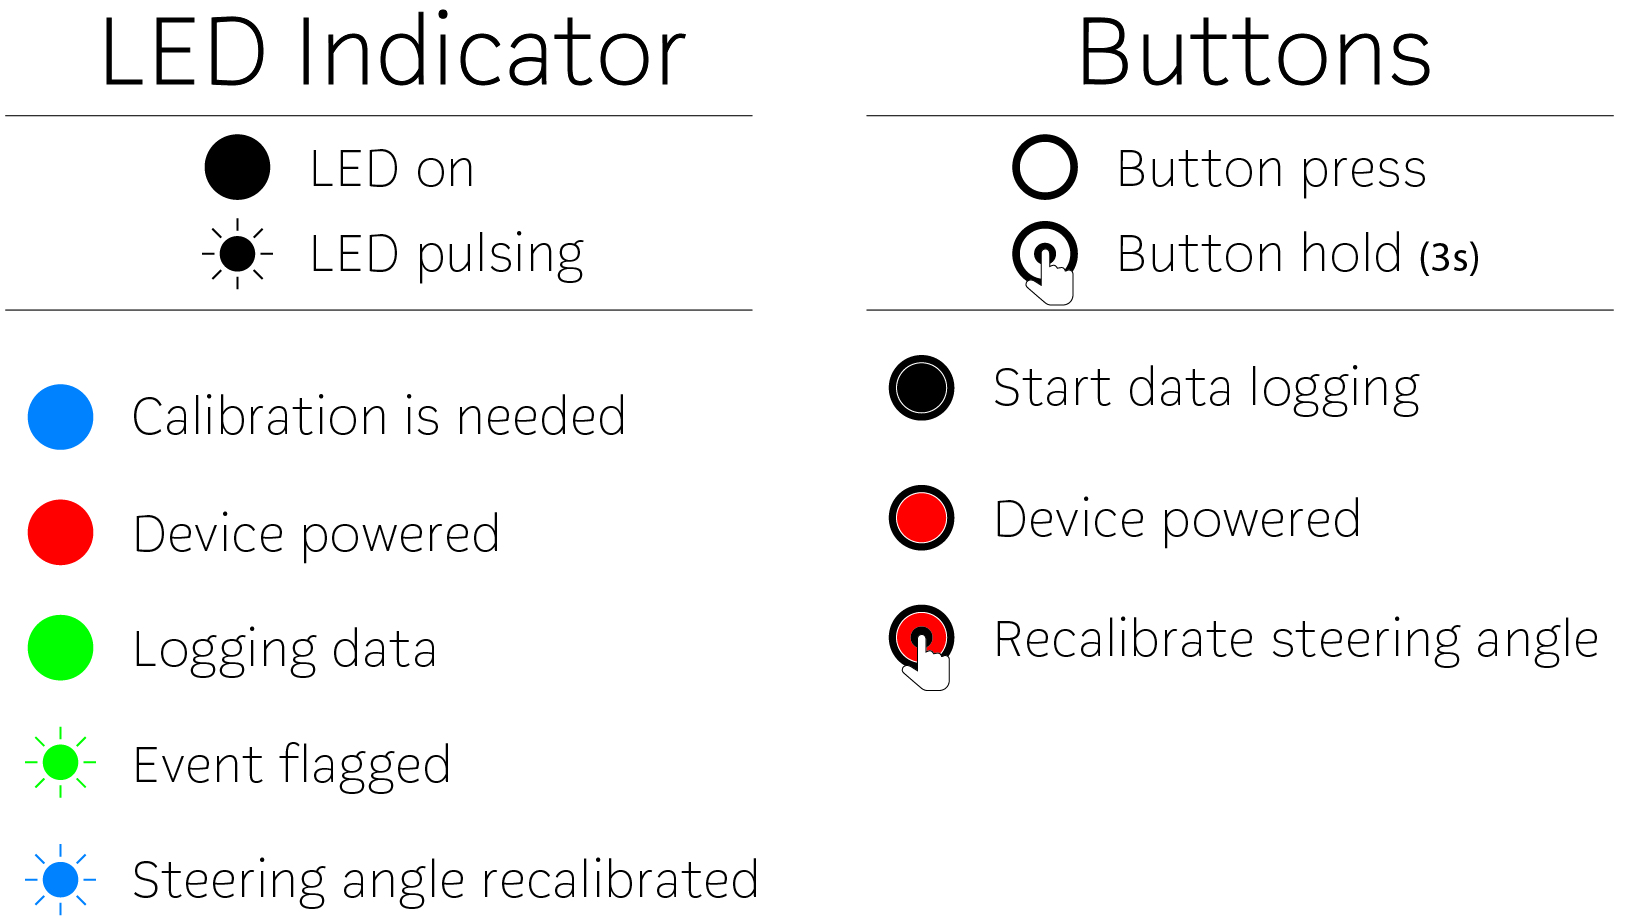 LED Indicator
LED on
LED pulsing
Calibration is needed
Device powered
Logging data
Event flagged
Steering angle recalibrated
Buttons
Button press
Button hold (3s)
Start data logging
Device powered
Recalibrate steering angle